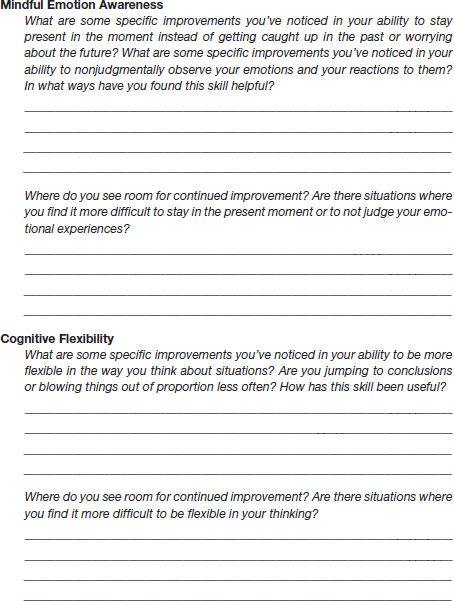 Mindful Emotion Awareness
What are some specific improvements you've noticed in your ability to stay
present in the moment instead of getting caught up in the past or worrying
about the future? What are some specific improvements you've noticed in your
ability to nonjudgmentally observe your emotions and your reactions to them?
In what ways have you found this skill helpful?
Where do you see room for continued improvement? Are there situations where
you find it more difficult to stay in the present moment or to not judge your emo-
tional experiences?
Cognitive Flexibility
What are some specific improvements you've noticed in your ability to be more
flexible in the way you think about situations? Are you jumping to conclusions
or blowing things out of proportion less often? How has this skill been useful?
Where do you see room for continued improvement? Are there situations where
you find it more difficult to be flexible in your thinking?